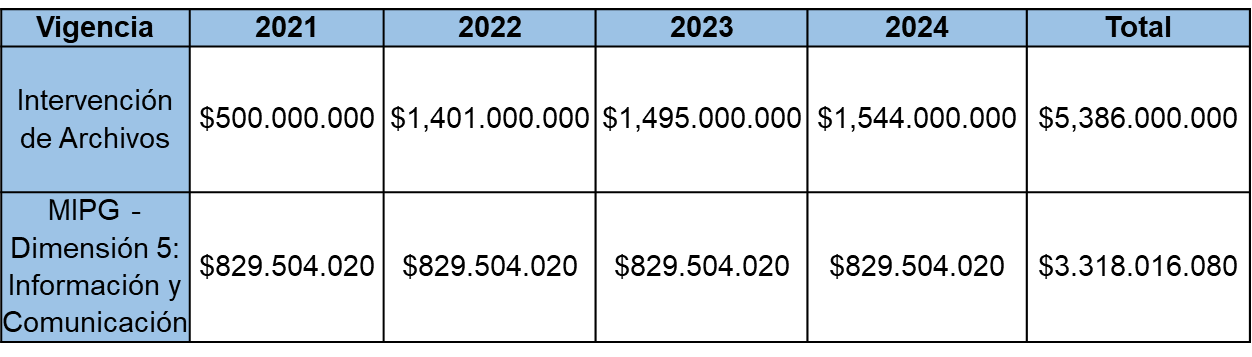 Vigencia 2021 2022 2023 2024 Total
Intervención
de Archivos
$500.000.000 $1,401.000.000 $1,495.000.000 $1,544.000.000 $5,386.000.000
MIPG -
Dimensión 5:
Información y
Comunicación
$829.504.020 $829.504.020 $829.504.020 $829.504.020 $3.318.016.080